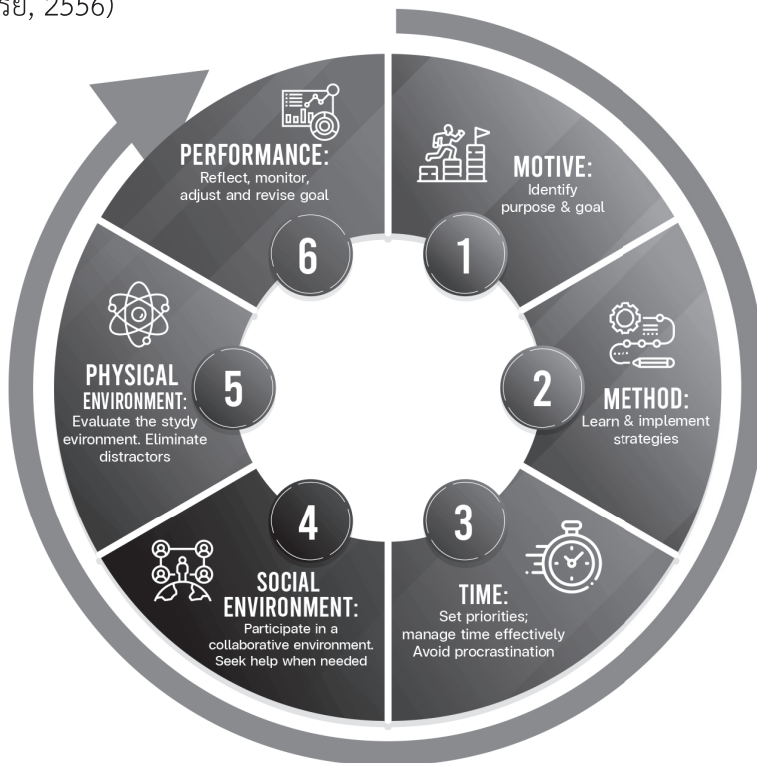 รย, 2556)
MOTIVE:
Identify
purpose & goal
1
METHOD:
Learn & implement
strategies
2
TIME:
Set priorities;
manage time effectively
Avoid procrastination
3
SOCIAL
ENVIRONMENT:
Participate in a
collaborative environment.
Seek help when needed
4
PHYSICAL
ENVIRONMENT:
Evaluate the stydy
evironment. Eliminate
distractors
5
PERFORMANCE:
Reflect, monitor,
adjust and revise goal
6